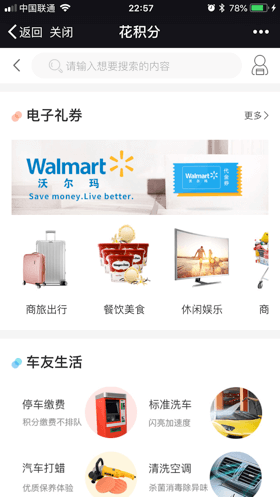 中国联通 22:57 78%
返回 关闭 花积分
请输入想要搜索的内容
电子礼券 更多
Walmart
沃尔玛
Save money.Live better.
Walmart
代金券
商旅出行 餐饮美食 休闲娱乐 商
车友生活
停车缴费 标准洗车
积分缴费不排队 闪亮加速度
汽车打蜡 清洗空调
优质保养体验 杀菌消毒除异味